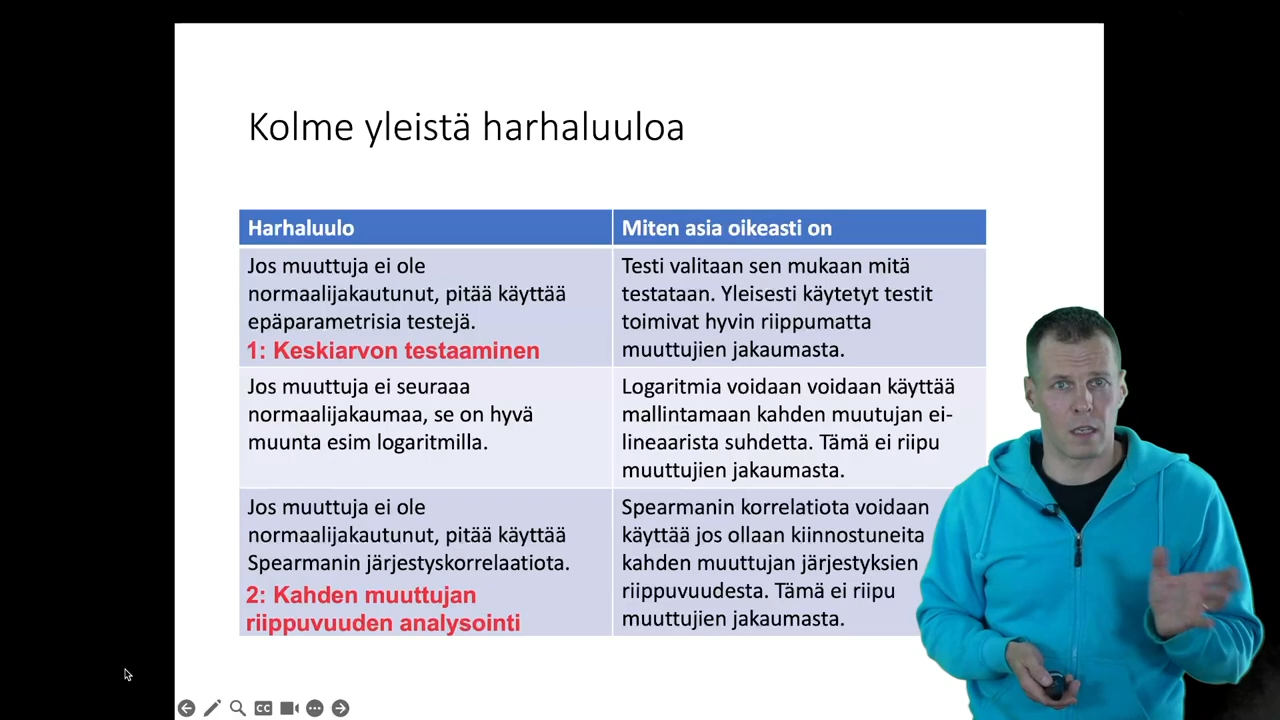 Kolme yleistä harhaluuloa
Harhaluulo
Miten asia oikeasti on
Jos muuttuja ei ole
normaalijakautunut, pitää käyttää
epäparametrisia testejä.
1: Keskiarvon testaaminen
Testi valitaan sen mukaan mitä
testataan. Yleisesti käytetyt testit
toimivat hyvin riippumatta
muuttujien jakaumasta.
Jos muuttuja ei seuraaa
normaalijakaumaa, se on hyvä
muunta esim logaritmilla.
Logaritmia voidaan voidaan käyttää
mallintamaan kahden muutujan ei-
lineaarista suhdetta. Tämä ei riipu
muuttujien jakaumasta.
Jos muuttuja ei ole
normaalijakautunut, pitää käyttää
Spearmanin järjestyskorrelaatiota.
2: Kahden muuttujan
riippuvuuden analysointi
Spearmanin korrelatiota voidaan
käyttää jos ollaan kiinnostuneita
kahden muuttujan järjestyksien
riippuvuudesta. Tämä ei riipu
muuttujien jakaumasta.
CC